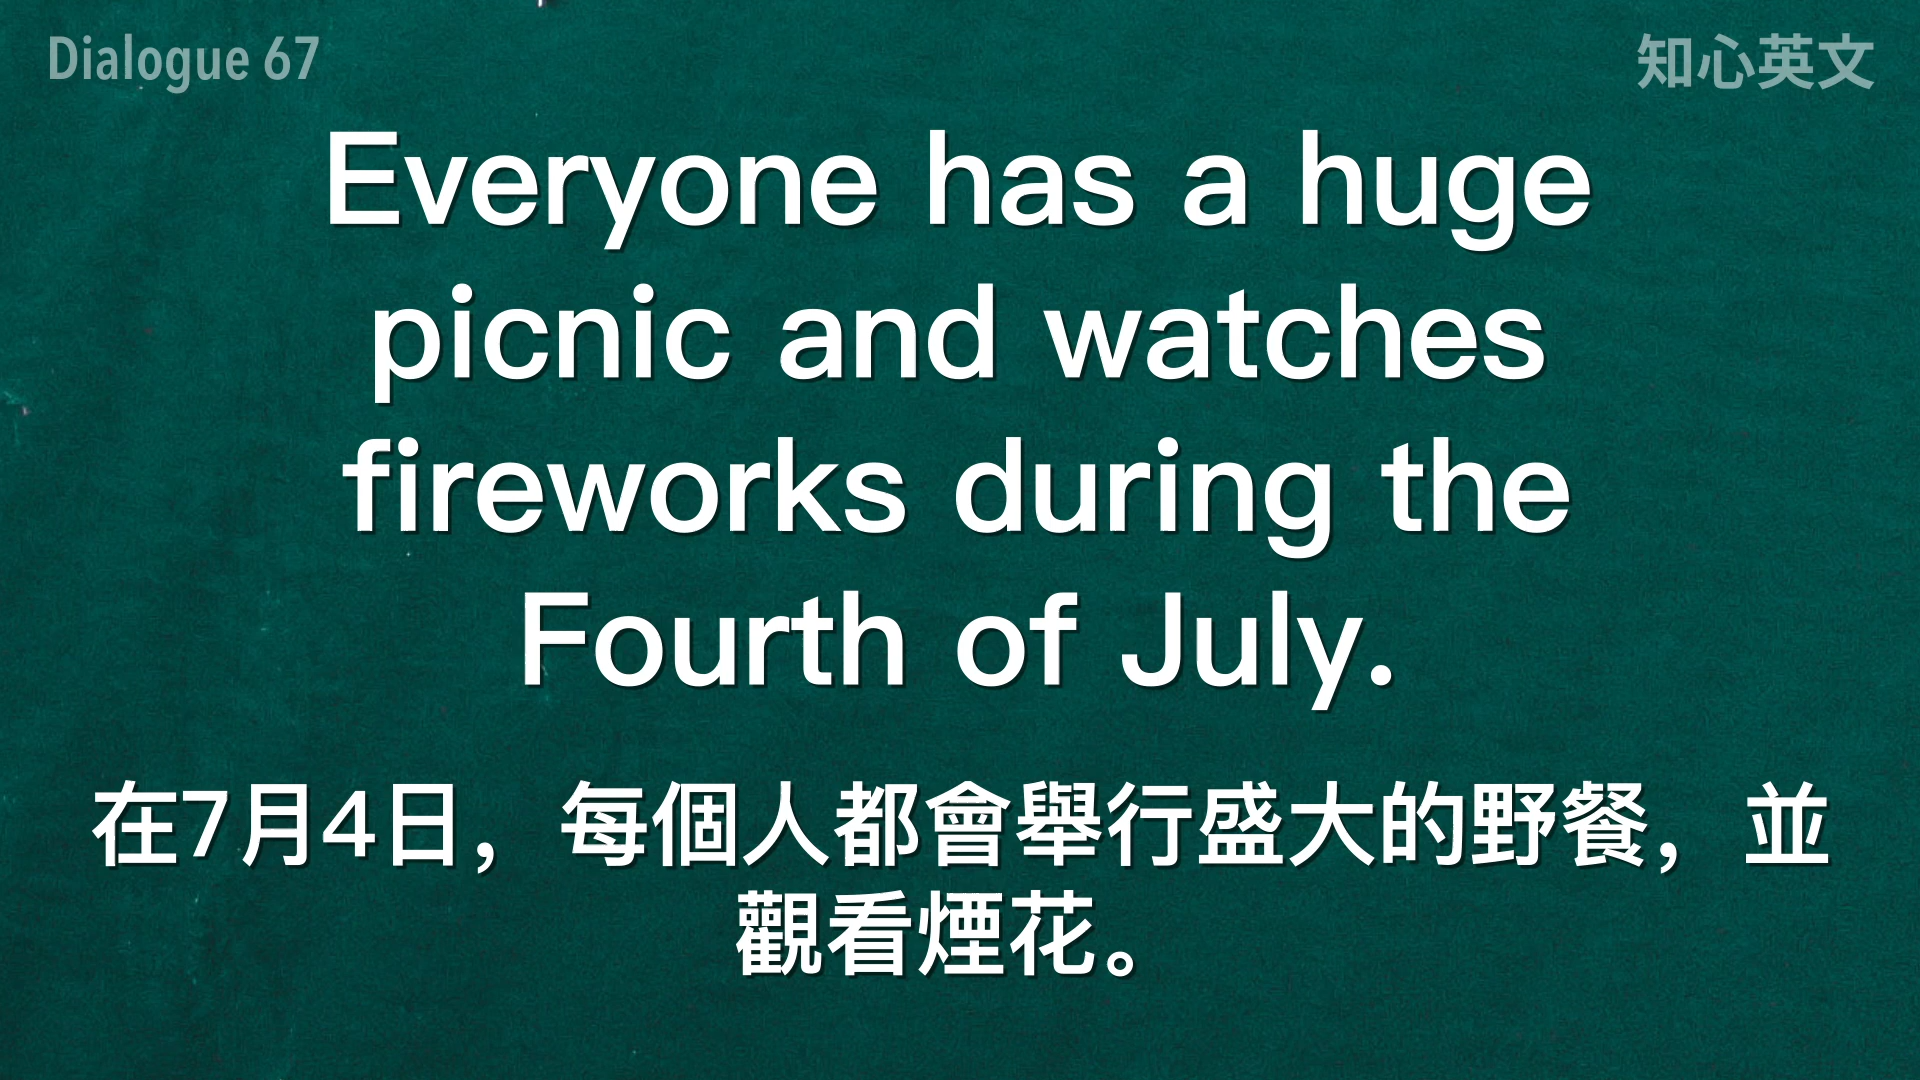 Dialogue 67
知心英文
Everyone has a huge
picnic and watches
fireworks during the
Fourth of July.
在7月4日，每個人都會舉行盛大的野餐，並
觀看煙花。